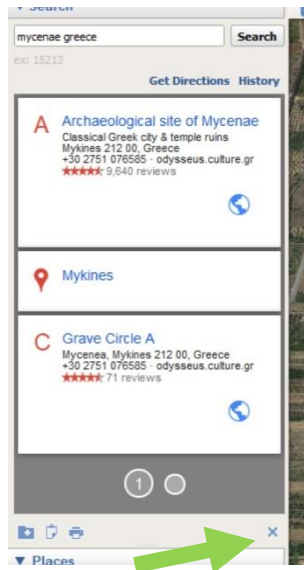 ▼ Search
mycenae greece
Search
ex: 15213
Get Directions History
A Archaeological site of Mycenae
Classical Greek city & temple ruins
Mykines 212 00, Greece
+30 2751 076585 · odysseus.culture.gr
9,640 reviews
Mykines
C Grave Circle A
Mycenea, Mykines 212 00, Greece
+30 2751 076585 · odysseus.culture.gr
71 reviews
1
▼ Places